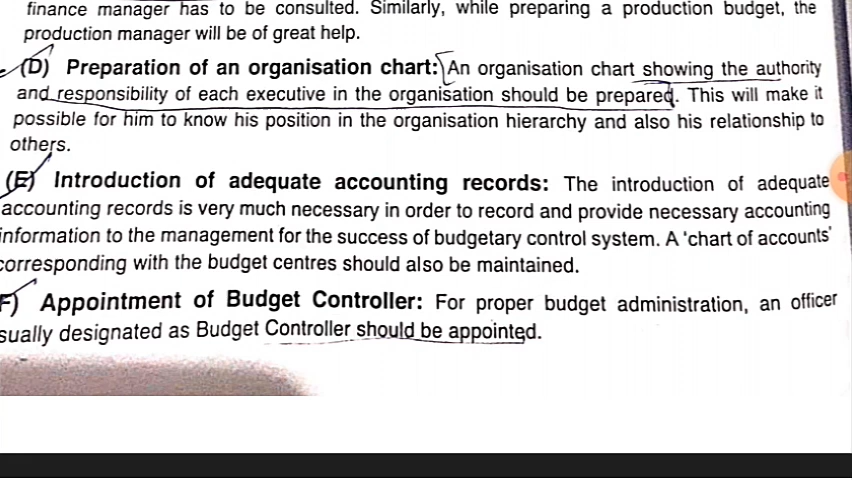 finance manager has to be consulted. Similarly, while preparing a production budget, the
production manager will be of great help.
(D) Preparation of an organisation chart: An organisation chart showing the authority
and responsibility of each executive in the organisation should be prepared. This will make it
possible for him to know his position in the organisation hierarchy and also his relationship to
others.
(E) Introduction of adequate accounting records: The introduction of adequate
accounting records is very much necessary in order to record and provide necessary accounting
information to the management for the success of budgetary control system. A 'chart of accounts'
corresponding with the budget centres should also be maintained.
F) Appointment of Budget Controller: For proper budget administration, an officer
sually designated as Budget Controller should be appointed.